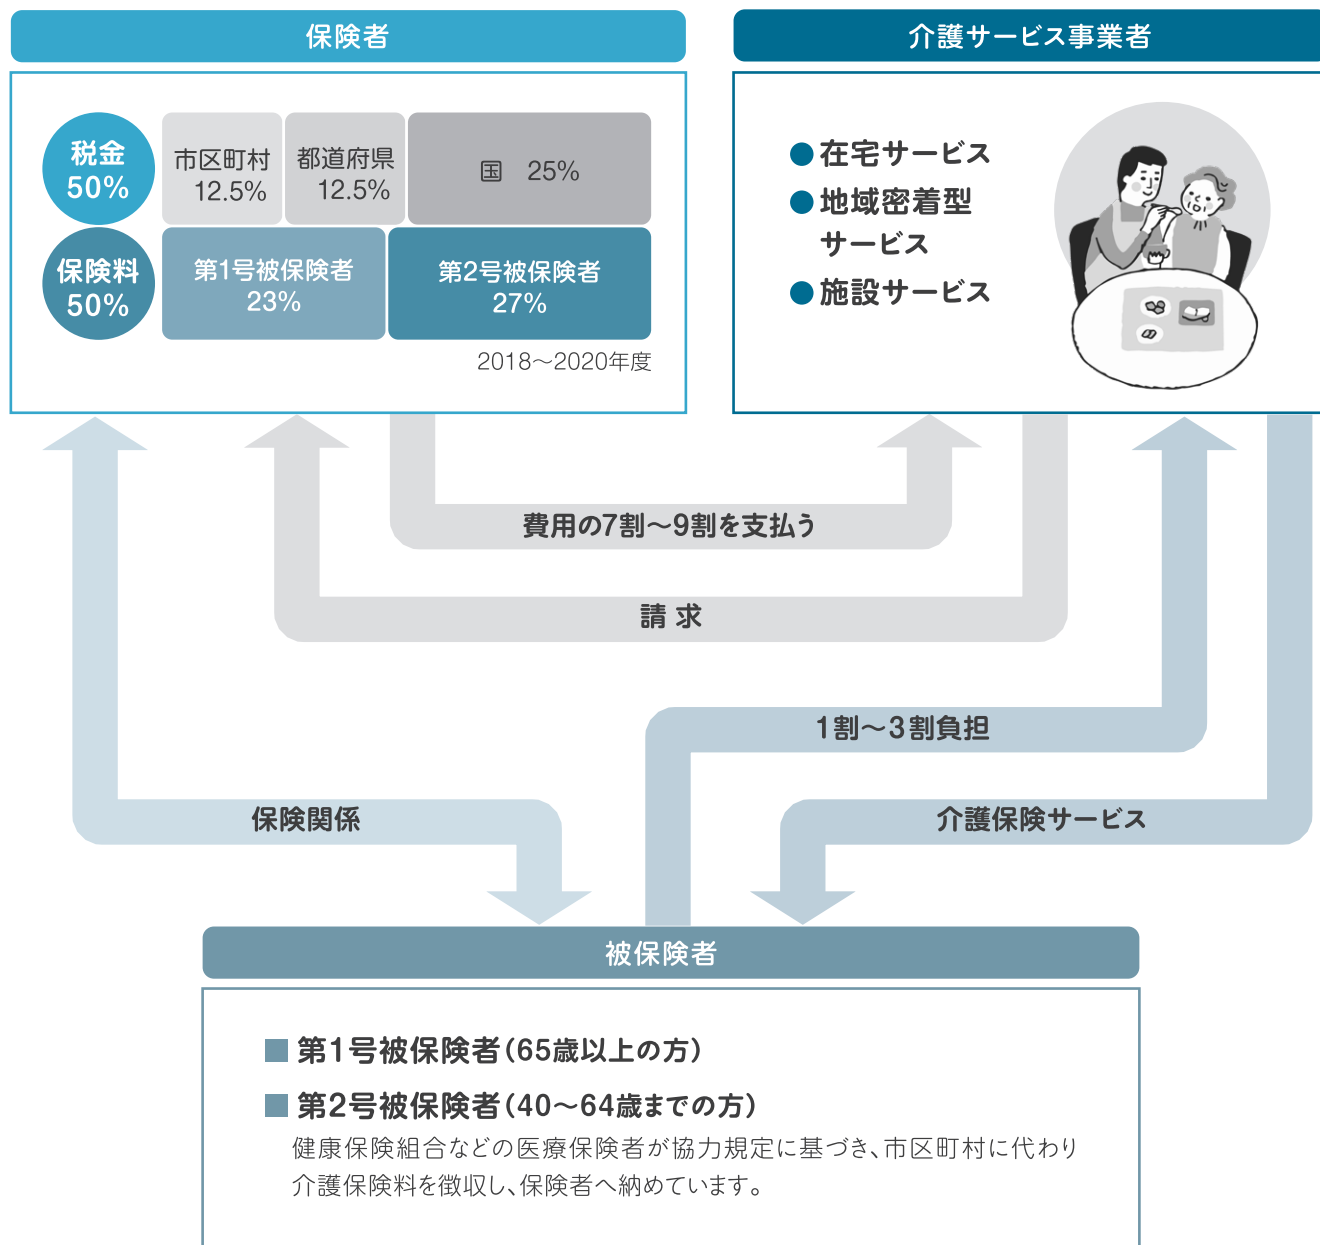 保険者
税金
50%
市区町村
12.5%
都道府県
12.5%
国 25%
保険料
50%
第1号被保険者
23%
第2号被保険者
27%
2018〜2020年度
介護サービス事業者
●在宅サービス
●地域密着型
サービス
●施設サービス
費用の7割〜9割を支払う
請 求
1割〜3割負担
保険関係
介護保険サービス
被保険者
■ 第1号被保険者（65歳以上の方）
■ 第2号被保険者（40〜64歳までの方）
健康保険組合などの医療保険者が協力規定に基づき、市区町村に代わり
介護保険料を徴収し、保険者へ納めています。